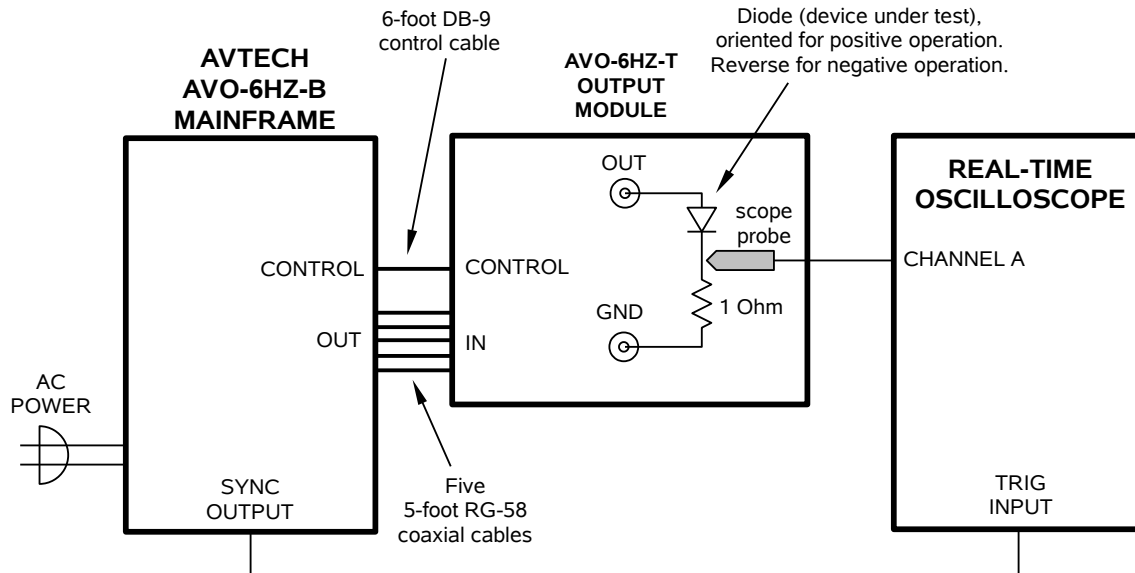 6-foot DB-9
control cable
Diode (device under test),
oriented for positive operation.
Reverse for negative operation.
AVTECH
AVO-6HZ-B
MAINFRAME
AVO-6HZ-T
OUTPUT
MODULE
REAL-TIME
OSCILLOSCOPE
OUT
scope
probe
CONTROL
CONTROL
CHANNEL A
GND
1 Ohm
OUT
IN
AC
POWER
SYNC
OUTPUT
Five
5-foot RG-58
coaxial cables
TRIG
INPUT